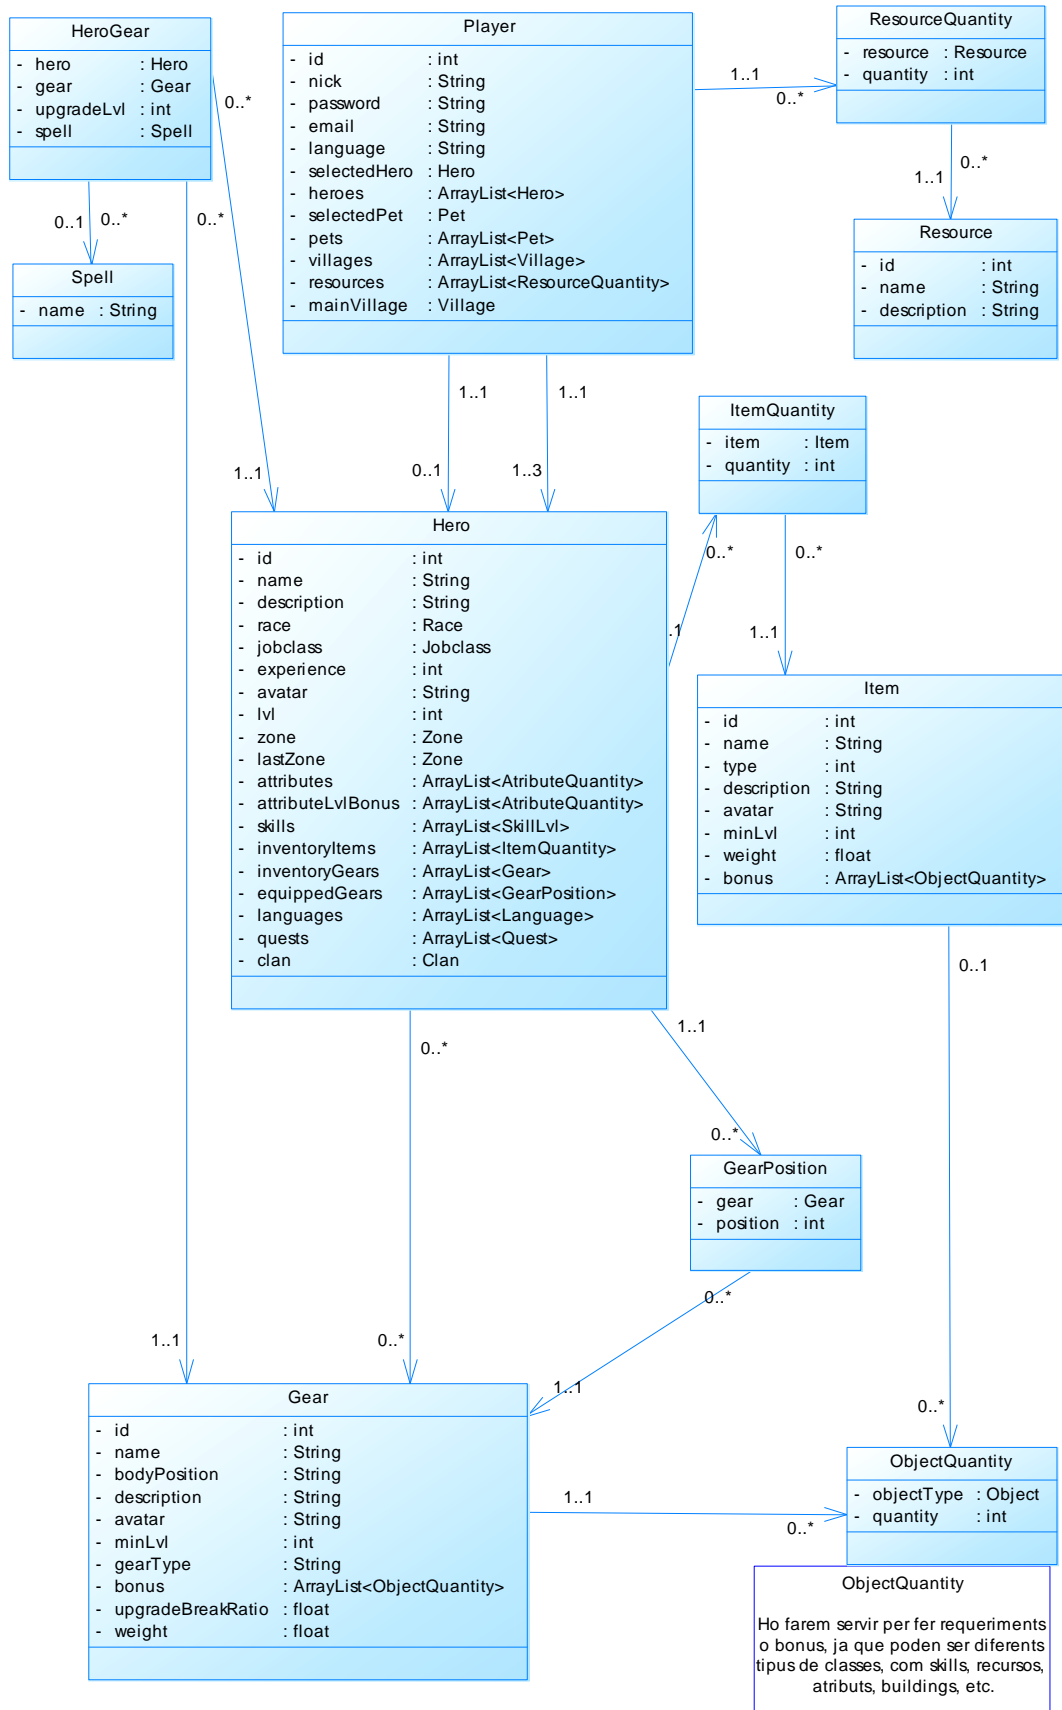 HeroGear
- hero : Hero
- gear : Gear
- upgradeLvl : int
- spell : Spell
Player
- id : int
- nick : String
- password : String
- email : String
- language : String
- selectedHero : Hero
- heroes : ArrayList<Hero>
- selectedPet : Pet
- pets : ArrayList<Pet>
- villages : ArrayList<Village>
- resources : ArrayList<ResourceQuantity>
- mainVillage : Village
ResourceQuantity
- resource : Resource
- quantity : int
1..1
0..*
0..*
0..*
1..1
0..1
0..*
0..*
Spell
- name : String
Resource
- id : int
- name : String
- description : String
1..1
1..1
0..1
1..3
1..1
ItemQuantity
- item : Item
- quantity : int
0..*
0..*
.1
1..1
Hero
- id : int
- name : String
- description : String
- race : Race
- jobclass : Jobclass
- experience : int
- avatar : String
- lvl : int
- zone : Zone
- lastZone : Zone
- attributes : ArrayList<AtributeQuantity>
- attributeLvlBonus : ArrayList<AtributeQuantity>
- skills : ArrayList<SkillLvl>
- inventoryItems : ArrayList<ItemQuantity>
- inventoryGears : ArrayList<Gear>
- equippedGears : ArrayList<GearPosition>
- languages : ArrayList<Language>
- quests : ArrayList<Quest>
- clan : Clan
Item
- id : int
- name : String
- type : int
- description : String
- avatar : String
- minLvl : int
- weight : float
- bonus : ArrayList<ObjectQuantity>
0..1
0..*
1..1
0..*
GearPosition
- gear : Gear
- position : int
0..*
1..1
1..1
0..*
0..*
Gear
- id : int
- name : String
- bodyPosition : String
- description : String
- avatar : String
- minLvl : int
- gearType : String
- bonus : ArrayList<ObjectQuantity>
- upgradeBreakRatio : float
- weight : float
1..1
0..*
ObjectQuantity
- objectType : Object
- quantity : int
ObjectQuantity
Ho farem servir per fer requeriments
o bonus, ja que poden ser diferents
tipus de classes, com skills, recursos,
atributs, buildings, etc.